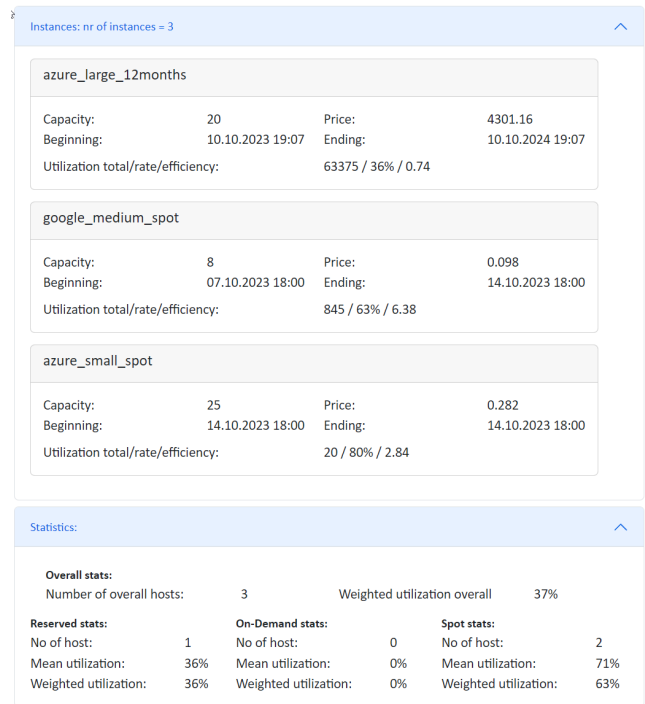 Instances: nr of instances = 3
azure_large_12months
Capacity: 20 Price: 4301.16
Beginning: 10.10.2023 19:07 Ending: 10.10.2024 19:07
Utilization total/rate/efficiency: 63375 / 36% / 0.74
google_medium_spot
Capacity: 8 Price: 0.098
Beginning: 07.10.2023 18:00 Ending: 14.10.2023 18:00
Utilization total/rate/efficiency: 845 / 63% / 6.38
azure_small_spot
Capacity: 25 Price: 0.282
Beginning: 14.10.2023 18:00 Ending: 14.10.2023 18:00
Utilization total/rate/efficiency: 20 / 80% / 2.84
Statistics:
Overall stats:
Number of overall hosts: 3 Weighted utilization overall 37%
Reserved stats: On-Demand stats: Spot stats:
No of host: 1 No of host: 0 No of host: 2
Mean utilization: 36% Mean utilization: 0% Mean utilization: 71%
Weighted utilization: 36% Weighted utilization: 0% Weighted utilization: 63%